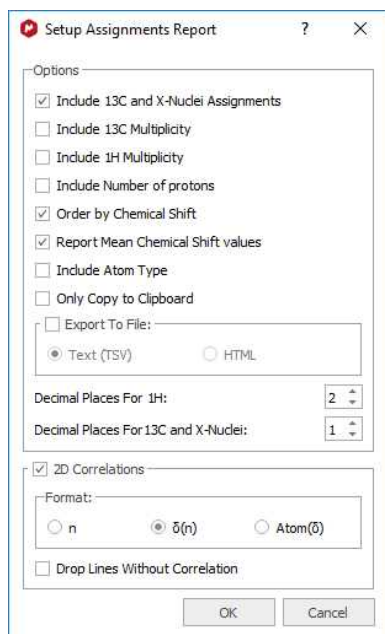 Setup Assignments Report ?
Options
Include 13C and X-Nuclei Assignments
Include 13C Multiplicity
Include 1H Multiplicity
Include Number of protons
Order by Chemical Shift
Report Mean Chemical Shift values
Include Atom Type
Only Copy to Clipboard
Export To File:
Text (TSV) HTML
Decimal Places For 1H: 2
Decimal Places For13C and X-Nuclei: 1
2D Correlations
Format:
n δ(n) Atom(δ)
Drop Lines Without Correlation
OK Cancel